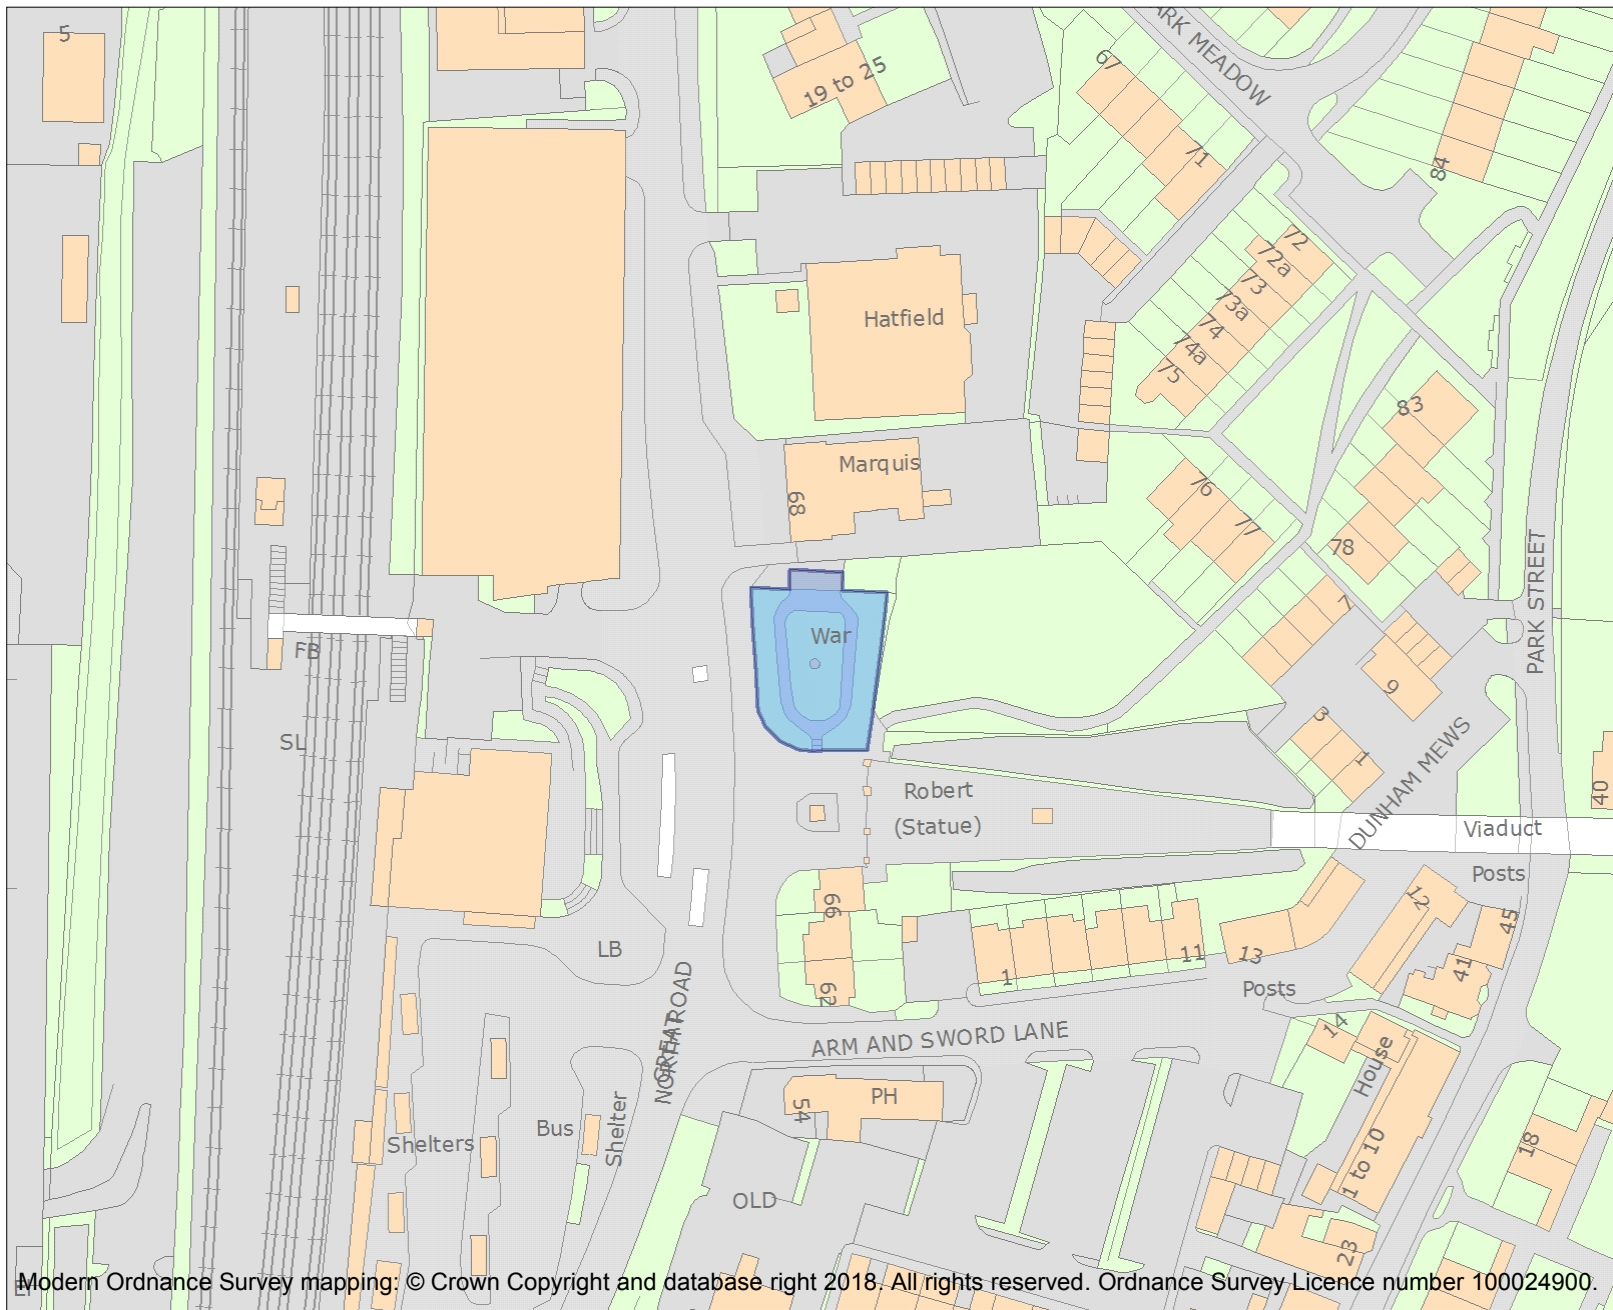 5
19 to 25
67
PARK MEADOW
71
84
72
72a
73
73a
74
74a
75
Hatfield
83
Marquis
68
76
77
78
PARK STREET
7
War
FB
9
SL
3
1
DUNHAM MEWS
40
Robert
(Statue)
Viaduct
Posts
66
12
45
LB
62
1
11
13
41
Posts
GREAT
NORTH ROAD
ARM AND SWORD LANE
14
House
54
PH
Shelters
Bus
Shelter
1 to 10
18
OLD
23
Modern Ordnance Survey mapping: © Crown Copyright and database right 2018. All rights reserved. Ordnance Survey Licence number 100024900.